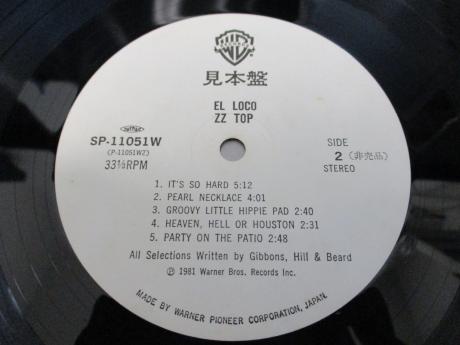 見本盤
EL LOCO
ZZ TOP
SP-11051W
(P-11051WZ)
33⅓RPM
SIDE
2 (非売品)
STEREO
1. IT'S SO HARD 5:12
2. PEARL NECKLACE 4:01
3. GROOVY LITTLE HIPPIE PAD 2:40
4. HEAVEN, HELL OR HOUSTON 2:31
5. PARTY ON THE PATIO 2:48
All Selections Written by Gibbons, Hill & Beard
Ⓟ 1981 Warner Bros. Records Inc.
MADE BY WARNER PIONEER CORPORATION, JAPAN